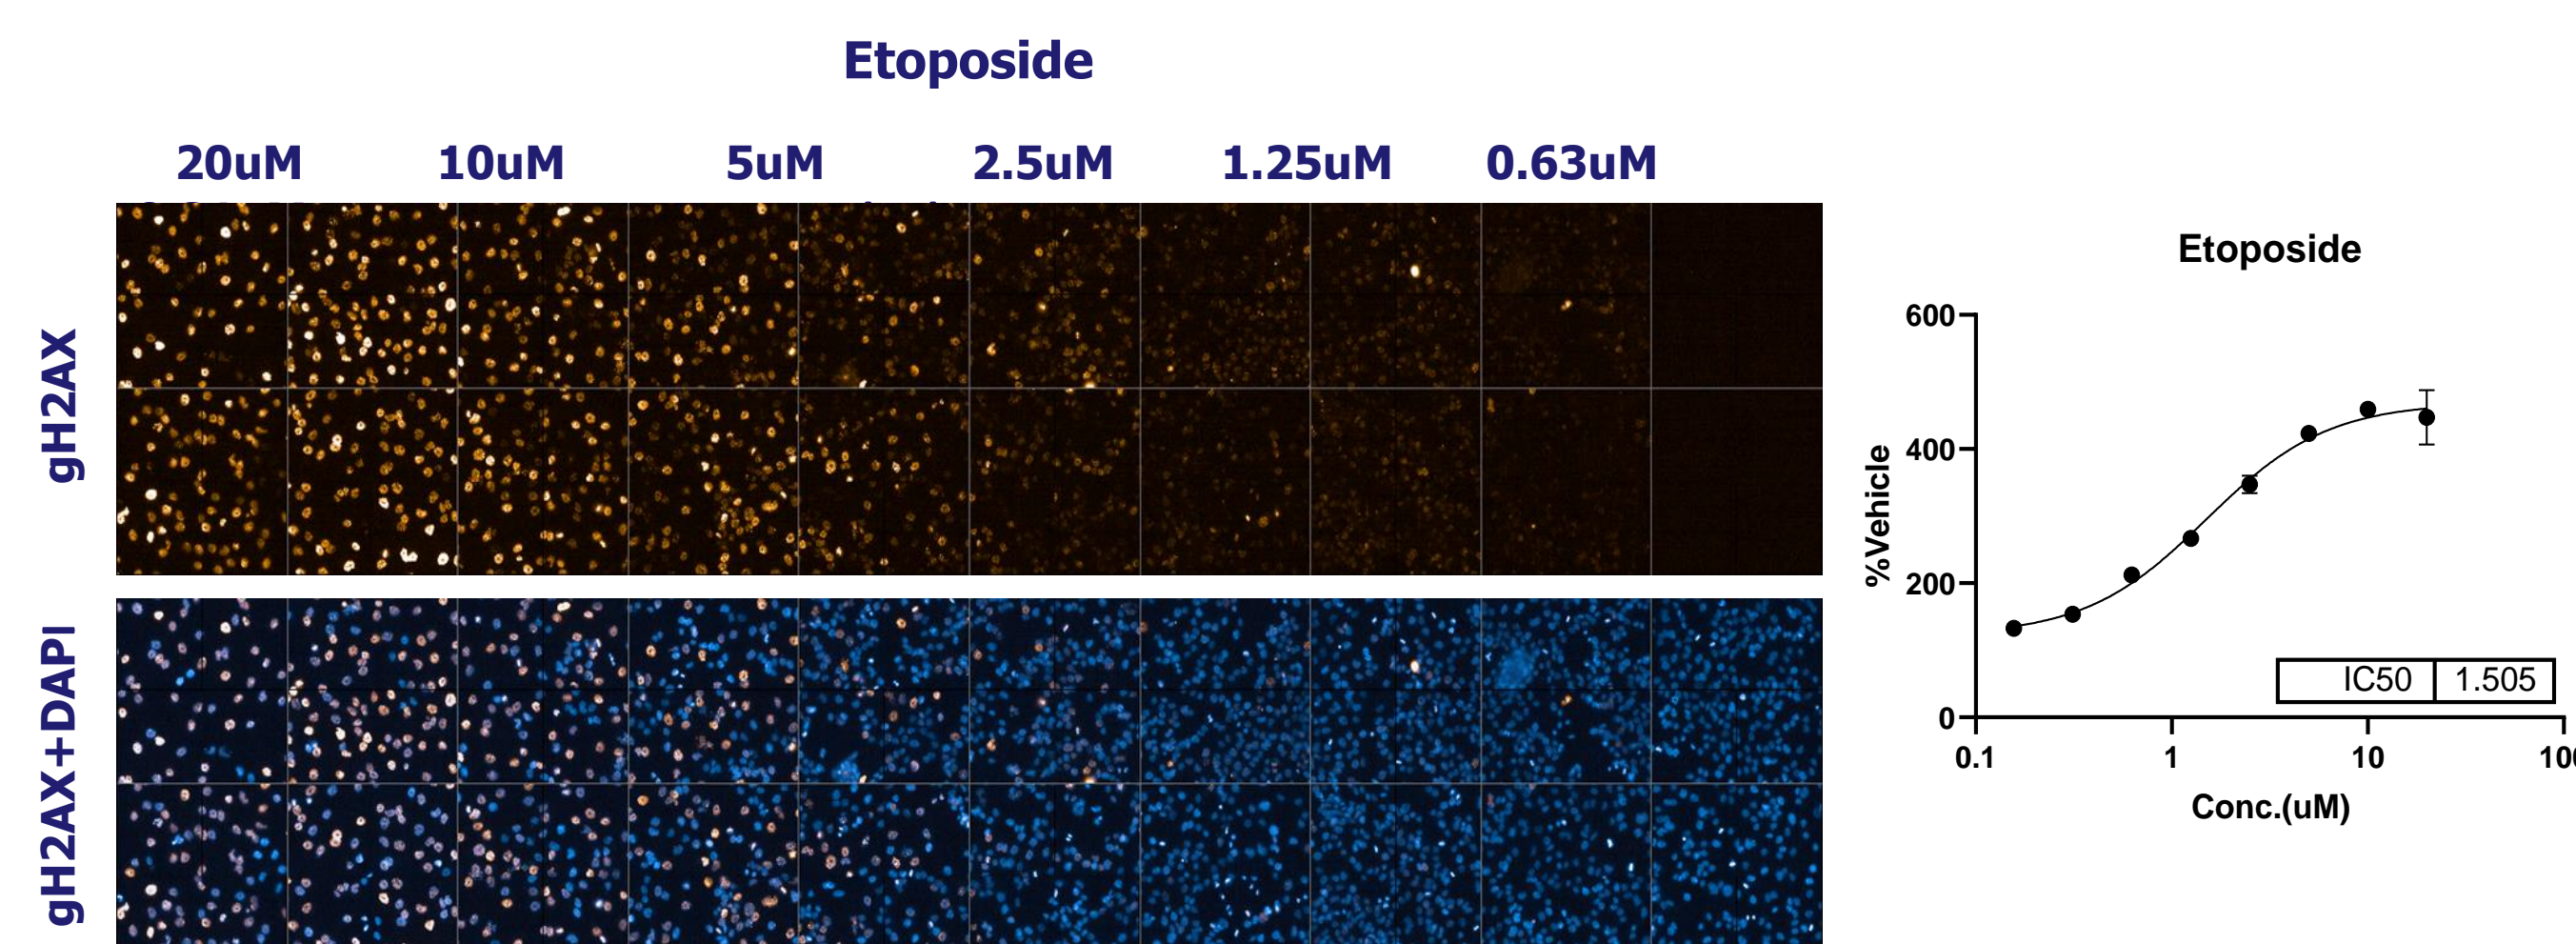 Etoposide
20uM 10uM 5uM 2.5uM 1.25uM 0.63uM
gH2AX
gH2AX+DAPI
Etoposide
600
400
200
0
%Vehicle
IC50 1.505
0.1 1 10 100
Conc.(uM)